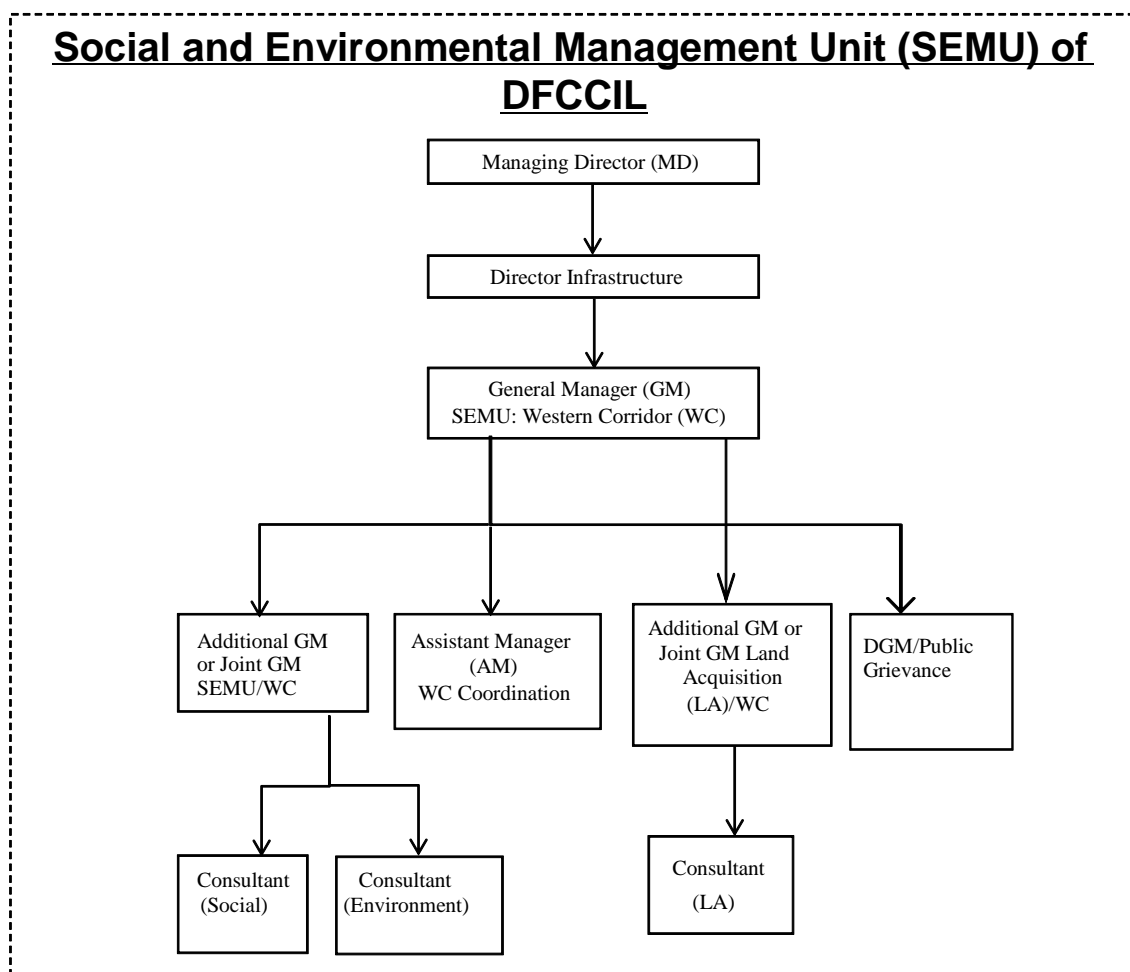 Social and Environmental Management Unit (SEMU) of
DFCCIL
Managing Director (MD)
Director Infrastructure
General Manager (GM)
SEMU: Western Corridor (WC)
Additional GM
or Joint GM
SEMU/WC
Assistant Manager
(AM)
WC Coordination
Additional GM or
Joint GM Land
Acquisition
(LA)/WC
DGM/Public
Grievance
Consultant
(Social)
Consultant
(Environment)
Consultant
(LA)